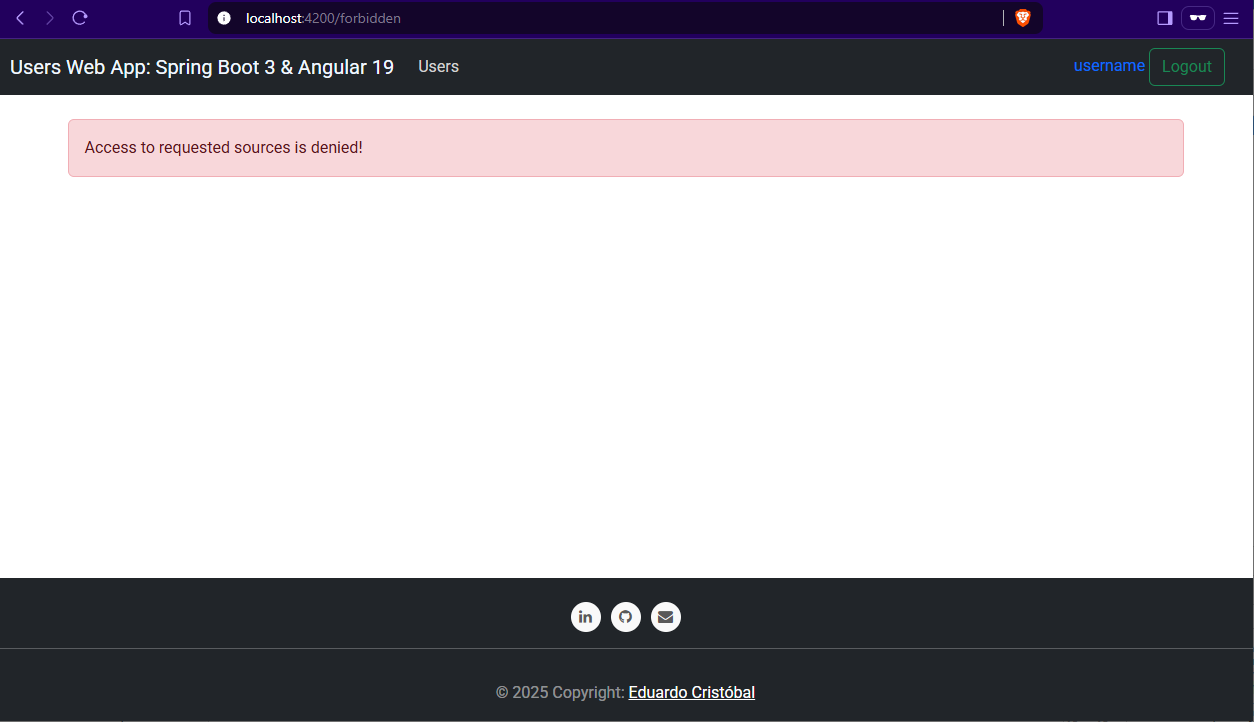 localhost:4200/forbidden
Users Web App: Spring Boot 3 & Angular 19 Users username Logout
Access to requested sources is denied!
in
© 2025 Copyright: Eduardo Cristóbal